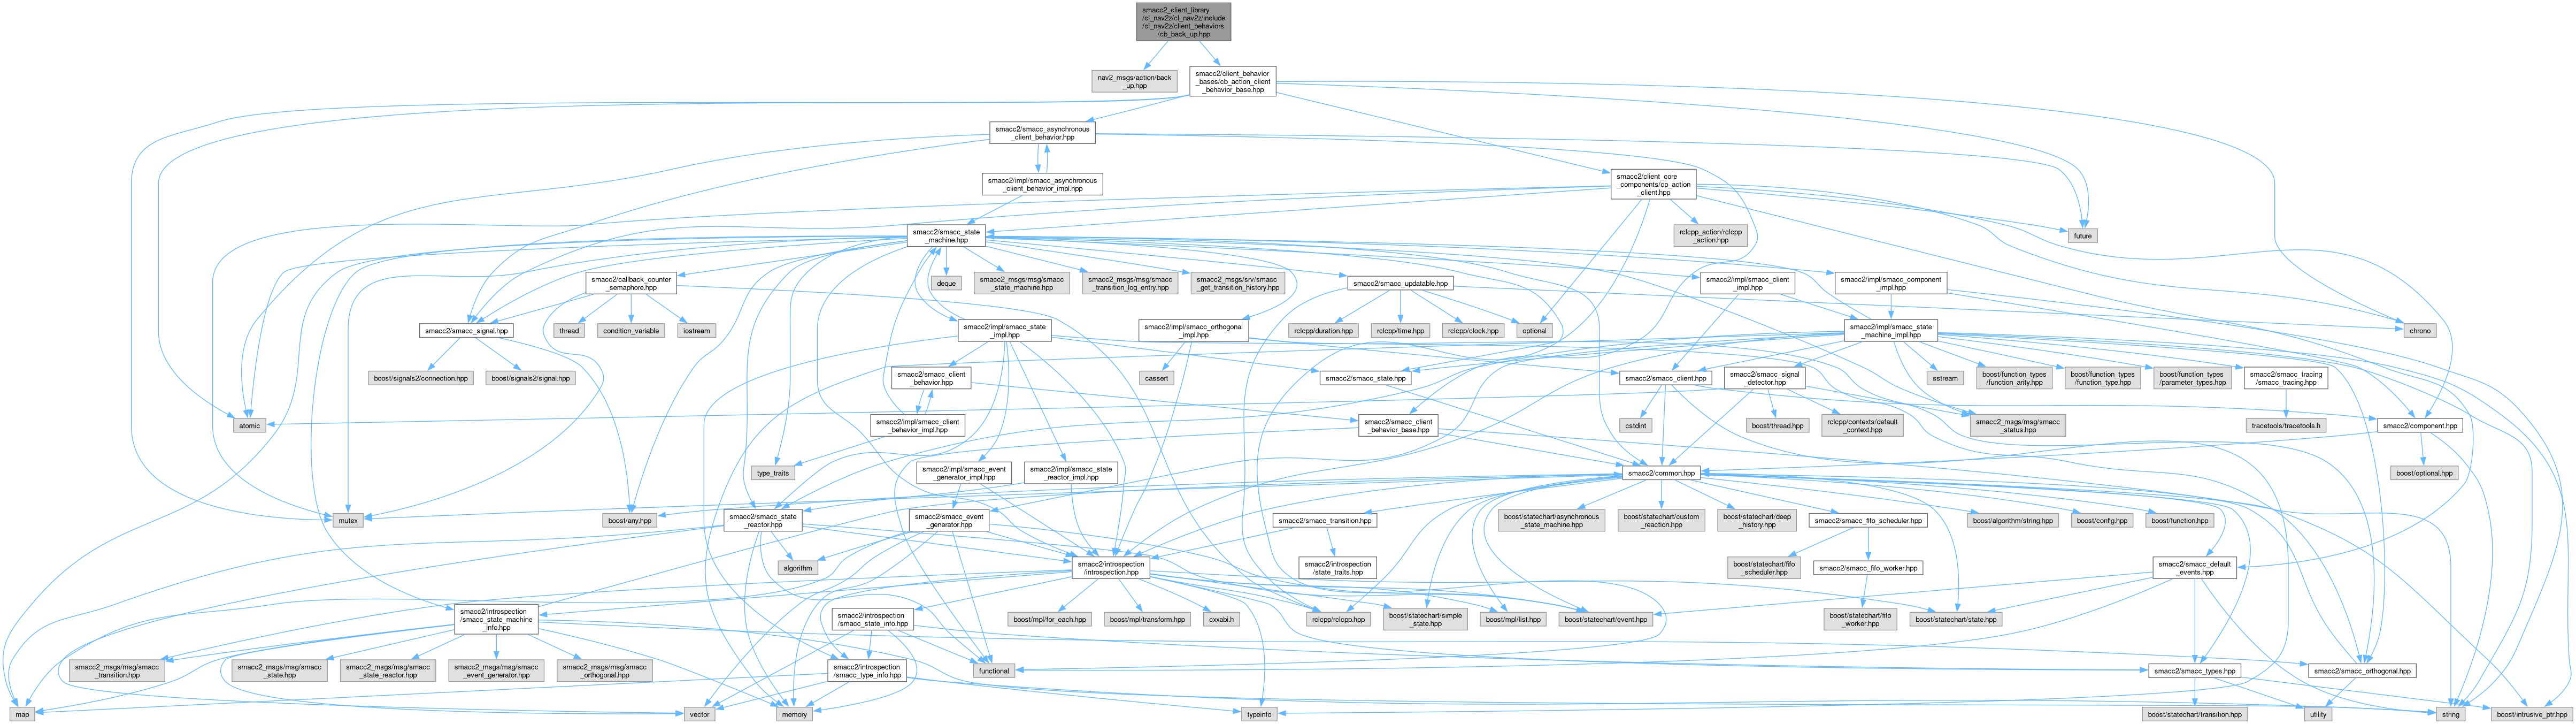 smacc2_client_library
/cl_nav2z/cl_nav2z/include
/cl_nav2z/client_behaviors
/cb_back_up.hpp
nav2_msgs/action/back
_up.hpp
smacc2/client_behavior
_bases/cb_action_client
_behavior_base.hpp
smacc2/smacc_asynchronous
_client_behavior.hpp
smacc2/impl/smacc_asynchronous
_client_behavior_impl.hpp
smacc2/client_core
_components/cp_action
_client.hpp
smacc2/smacc_state
_machine.hpp
rclcpp_action/rclcpp
_action.hpp
future
smacc2/callback_counter
_semaphore.hpp
deque
smacc2_msgs/msg/smacc
_state_machine.hpp
smacc2_msgs/msg/smacc
_transition_log_entry.hpp
smacc2_msgs/srv/smacc
_get_transition_history.hpp
smacc2/smacc_updatable.hpp
smacc2/impl/smacc_client
_impl.hpp
smacc2/impl/smacc_component
_impl.hpp
smacc2/smacc_signal.hpp
thread
condition_variable
iostream
smacc2/impl/smacc_state
_impl.hpp
smacc2/impl/smacc_orthogonal
_impl.hpp
rclcpp/duration.hpp
rclcpp/time.hpp
rclcpp/clock.hpp
optional
smacc2/impl/smacc_state
_machine_impl.hpp
chrono
boost/signals2/connection.hpp
boost/signals2/signal.hpp
smacc2/smacc_client
_behavior.hpp
cassert
smacc2/smacc_state.hpp
smacc2/smacc_client.hpp
smacc2/smacc_signal
_detector.hpp
sstream
boost/function_types
/function_arity.hpp
boost/function_types
/function_type.hpp
boost/function_types
/parameter_types.hpp
smacc2/smacc_tracing
/smacc_tracing.hpp
atomic
smacc2/impl/smacc_client
_behavior_impl.hpp
smacc2/smacc_client
_behavior_base.hpp
cstdint
boost/thread.hpp
rclcpp/contexts/default
_context.hpp
smacc2_msgs/msg/smacc
_status.hpp
tracetools/tracetools.h
smacc2/component.hpp
type_traits
smacc2/impl/smacc_event
_generator_impl.hpp
smacc2/impl/smacc_state
_reactor_impl.hpp
smacc2/common.hpp
boost/optional.hpp
mutex
boost/any.hpp
smacc2/smacc_state
_reactor.hpp
smacc2/smacc_event
_generator.hpp
smacc2/smacc_transition.hpp
boost/statechart/asynchronous
_state_machine.hpp
boost/statechart/custom
_reaction.hpp
boost/statechart/deep
_history.hpp
smacc2/smacc_fifo_scheduler.hpp
boost/algorithm/string.hpp
boost/config.hpp
boost/function.hpp
algorithm
smacc2/introspection
/introspection.hpp
smacc2/introspection
/state_traits.hpp
boost/statechart/fifo
_scheduler.hpp
smacc2/smacc_fifo_worker.hpp
smacc2/smacc_default
_events.hpp
smacc2/introspection
/smacc_state_machine
_info.hpp
smacc2/introspection
/smacc_state_info.hpp
boost/mpl/for_each.hpp
boost/mpl/transform.hpp
cxxabi.h
rclcpp/rclcpp.hpp
boost/statechart/simple
_state.hpp
boost/mpl/list.hpp
boost/statechart/event.hpp
boost/statechart/fifo
_worker.hpp
boost/statechart/state.hpp
smacc2_msgs/msg/smacc
_transition.hpp
smacc2_msgs/msg/smacc
_state.hpp
smacc2_msgs/msg/smacc
_state_reactor.hpp
smacc2_msgs/msg/smacc
_event_generator.hpp
smacc2_msgs/msg/smacc
_orthogonal.hpp
smacc2/introspection
/smacc_type_info.hpp
functional
smacc2/smacc_types.hpp
smacc2/smacc_orthogonal.hpp
map
vector
memory
typeinfo
boost/statechart/transition.hpp
utility
string
boost/intrusive_ptr.hpp